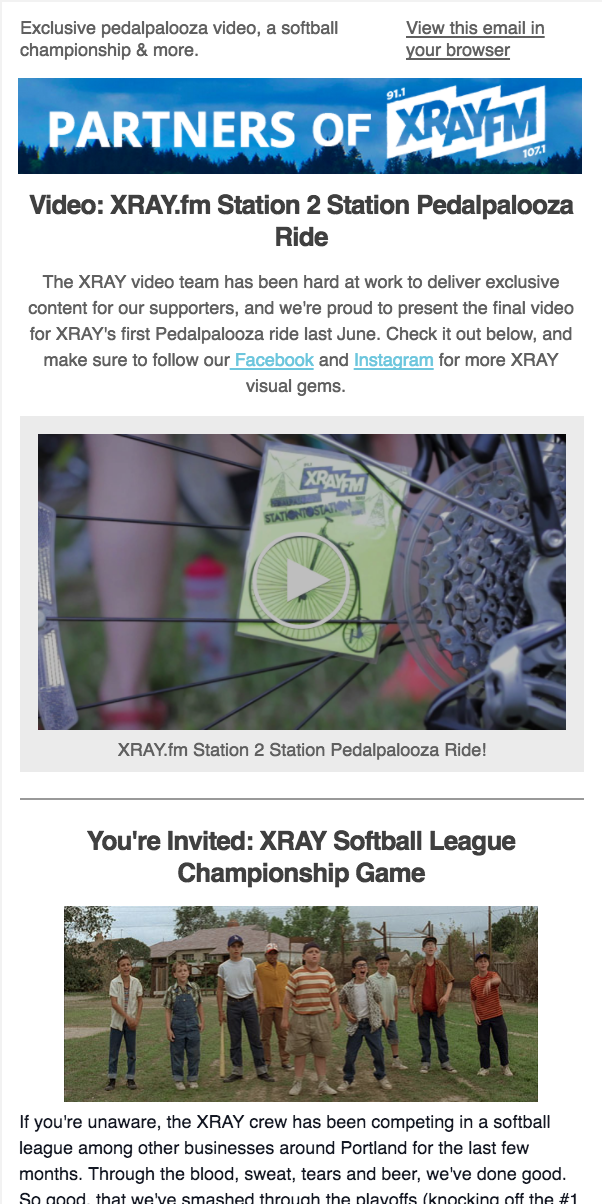 Exclusive pedalpalooza video, a softball
championship & more.
View this email in
your browser
PARTNERS OF
91.1
XRAYFM
107.1
Video: XRAY.fm Station 2 Station Pedalpalooza
Ride
The XRAY video team has been hard at work to deliver exclusive
content for our supporters, and we're proud to present the final video
for XRAY's first Pedalpalooza ride last June. Check it out below, and
make sure to follow our Facebook and Instagram for more XRAY
visual gems.
XRAYFM
STATION TO STATION
XRAY.fm Station 2 Station Pedalpalooza Ride!
You're Invited: XRAY Softball League
Championship Game
If you're unaware, the XRAY crew has been competing in a softball
league among other businesses around Portland for the last few
months. Through the blood, sweat, tears and beer, we've done good.
So good, that we've smashed through the playoffs (knocking off the #1